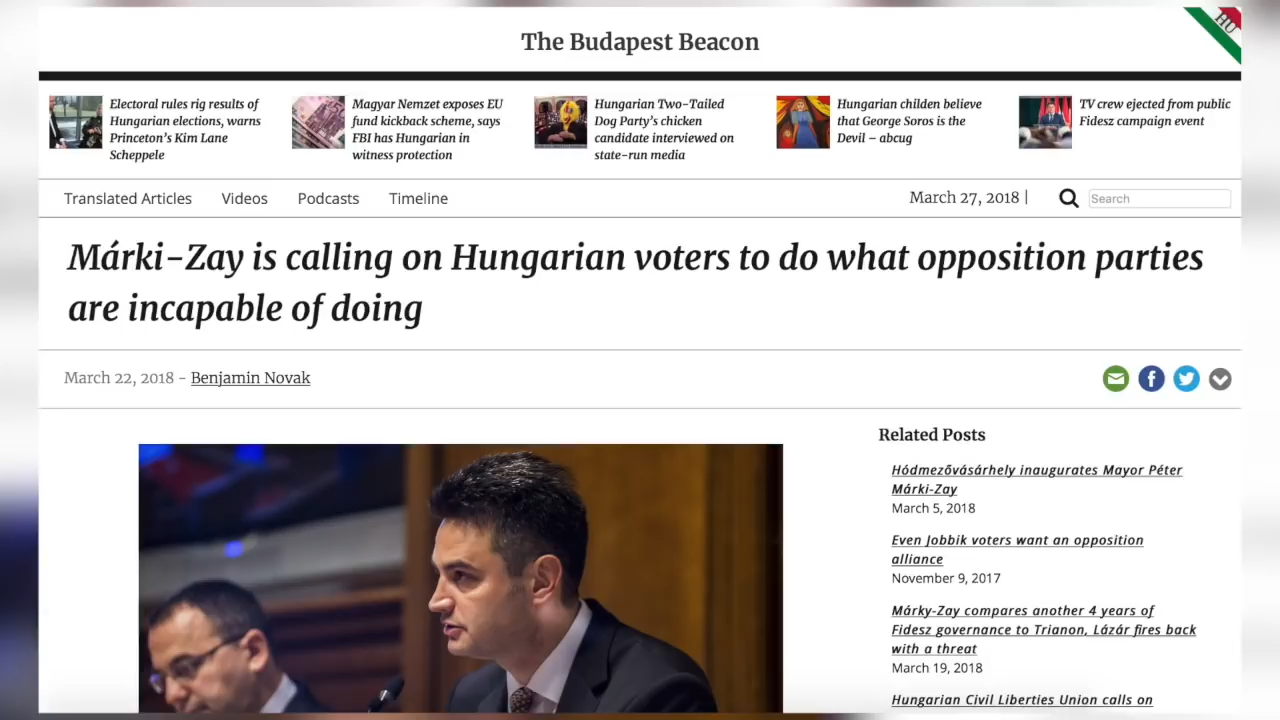 The Budapest Beacon
HU
Electoral rules rig results of
Hungarian elections, warns
Princeton's Kim Lane
Scheppele
Magyar Nemzet exposes EU
fund kickback scheme, says
FBI has Hungarian in
witness protection
Hungarian Two-Tailed
Dog Party's chicken
candidate interviewed on
state-run media
Hungarian childen believe
that George Soros is the
Devil – abcug
TV crew ejected from public
Fidesz campaign event
Translated Articles Videos Podcasts Timeline March 27, 2018 | Search
Márki-Zay is calling on Hungarian voters to do what opposition parties
are incapable of doing
March 22, 2018 – Benjamin Novak
Related Posts
Hódmezővásárhely inaugurates Mayor Péter
Márki-Zay
March 5, 2018
Even Jobbik voters want an opposition
alliance
November 9, 2017
Márky-Zay compares another 4 years of
Fidesz governance to Trianon, Lázár fires back
with a threat
March 19, 2018
Hungarian Civil Liberties Union calls on